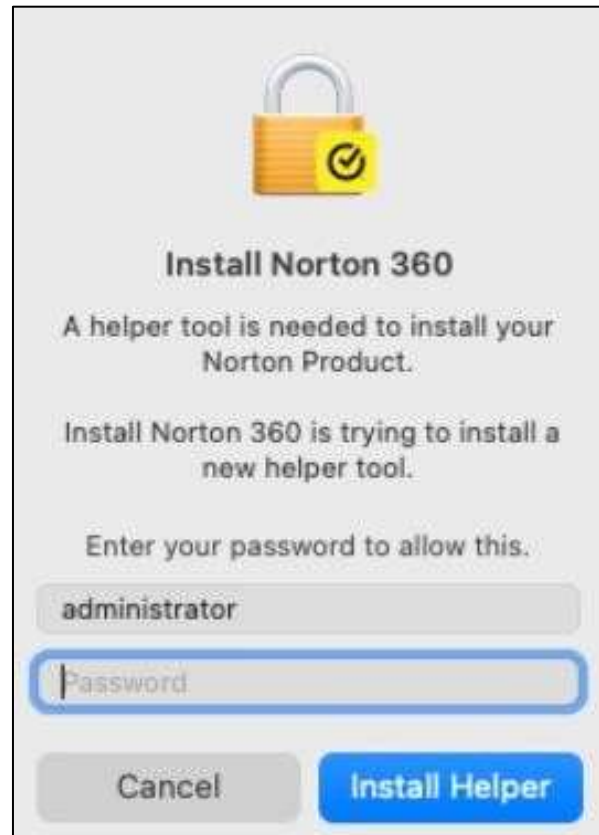 Install Norton 360
A helper tool is needed to install your
Norton Product.
Install Norton 360 is trying to install a
new helper tool.
Enter your password to allow this.
administrator
Password
Cancel
Install Helper